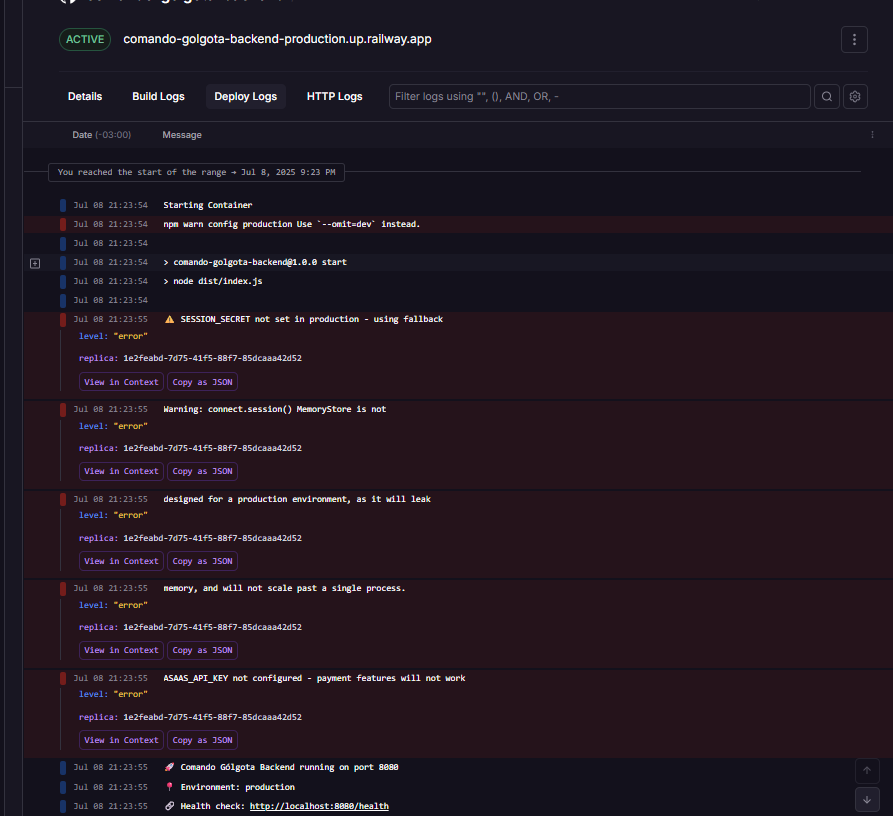 ACTIVE comando-golgota-backend-production.up.railway.app
Details Build Logs Deploy Logs HTTP Logs Filter logs using "", (), AND, OR, -
Date (-03:00) Message
You reached the start of the range → Jul 8, 2025 9:23 PM
Jul 08 21:23:54 Starting Container
Jul 08 21:23:54 npm warn config production Use `--omit=dev` instead.
Jul 08 21:23:54
Jul 08 21:23:54 > comando-golgota-backend@1.0.0 start
Jul 08 21:23:54 > node dist/index.js
Jul 08 21:23:54
Jul 08 21:23:55 ⚠️ SESSION_SECRET not set in production - using fallback
level: "error"
replica: 1e2feabd-7d75-41f5-88f7-85dcaaa42d52
View in Context Copy as JSON
Jul 08 21:23:55 Warning: connect.session() MemoryStore is not
level: "error"
replica: 1e2feabd-7d75-41f5-88f7-85dcaaa42d52
View in Context Copy as JSON
Jul 08 21:23:55 designed for a production environment, as it will leak
level: "error"
replica: 1e2feabd-7d75-41f5-88f7-85dcaaa42d52
View in Context Copy as JSON
Jul 08 21:23:55 memory, and will not scale past a single process.
level: "error"
replica: 1e2feabd-7d75-41f5-88f7-85dcaaa42d52
View in Context Copy as JSON
Jul 08 21:23:55 ASAAS_API_KEY not configured - payment features will not work
level: "error"
replica: 1e2feabd-7d75-41f5-88f7-85dcaaa42d52
View in Context Copy as JSON
Jul 08 21:23:55 🚀 Comando Gólgota Backend running on port 8080
Jul 08 21:23:55 📍 Environment: production
Jul 08 21:23:55 🔗 Health check: http://localhost:8080/health